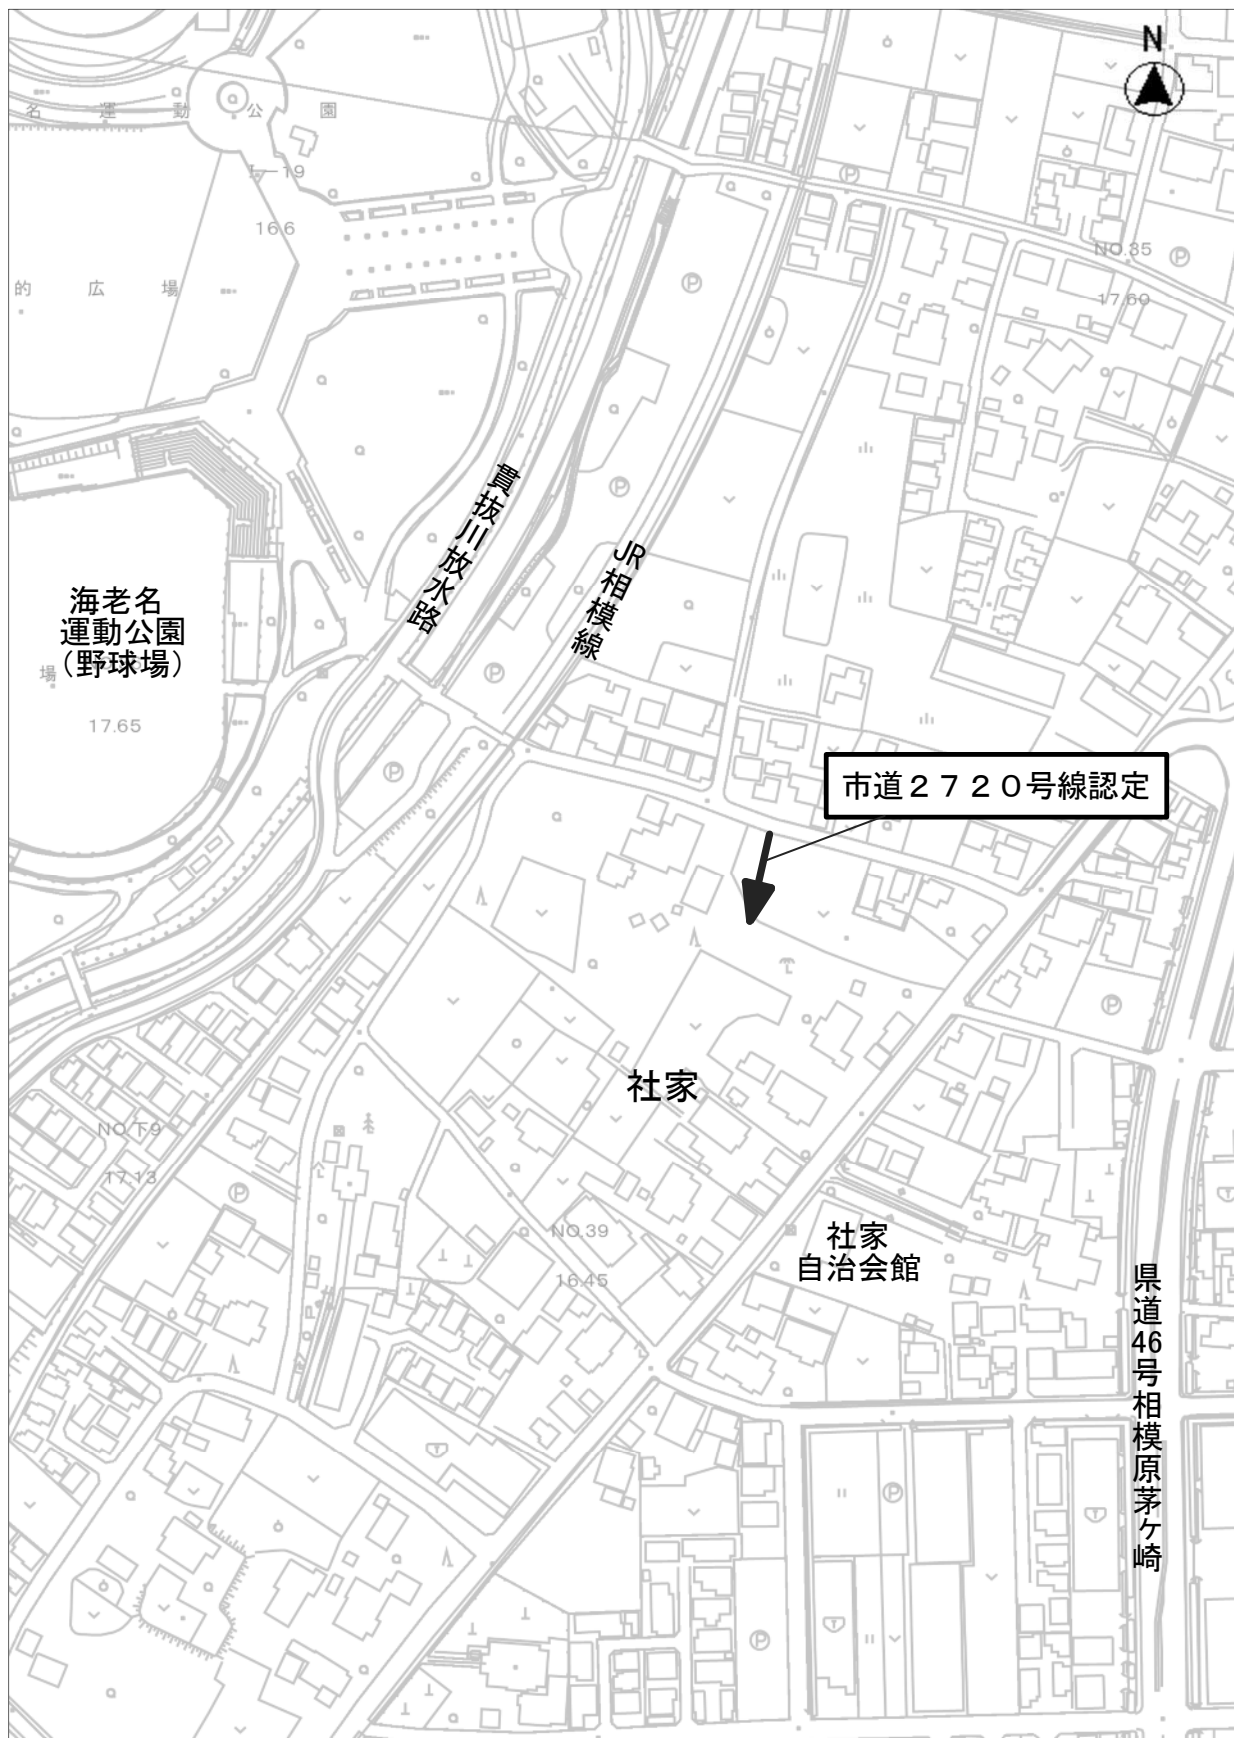 N
名 運 動 公 園
16.6
NO.35
17.60
的 広 場
貫抜川放水路
JR相模線
海老名
運動公園
(野球場)
場
17.65
市道2720号線認定
社家
NO.下9
17.13
NO.39
16.45
社家
自治会館
県道46号相模原茅ケ崎